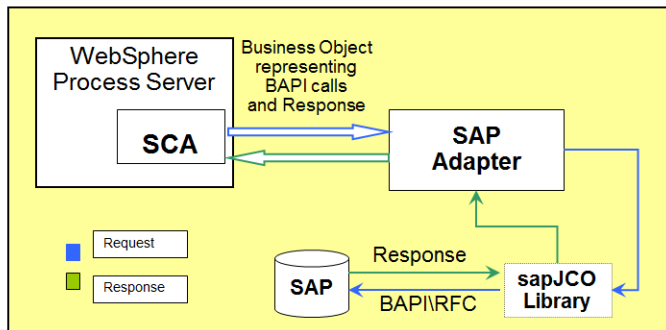 WebSphere
Process Server
SCA
Business Object
representing
BAPI calls
and Response
SAP
Adapter
Request
Response
SAP
Response
BAPI\RFC
sapJCO
Library